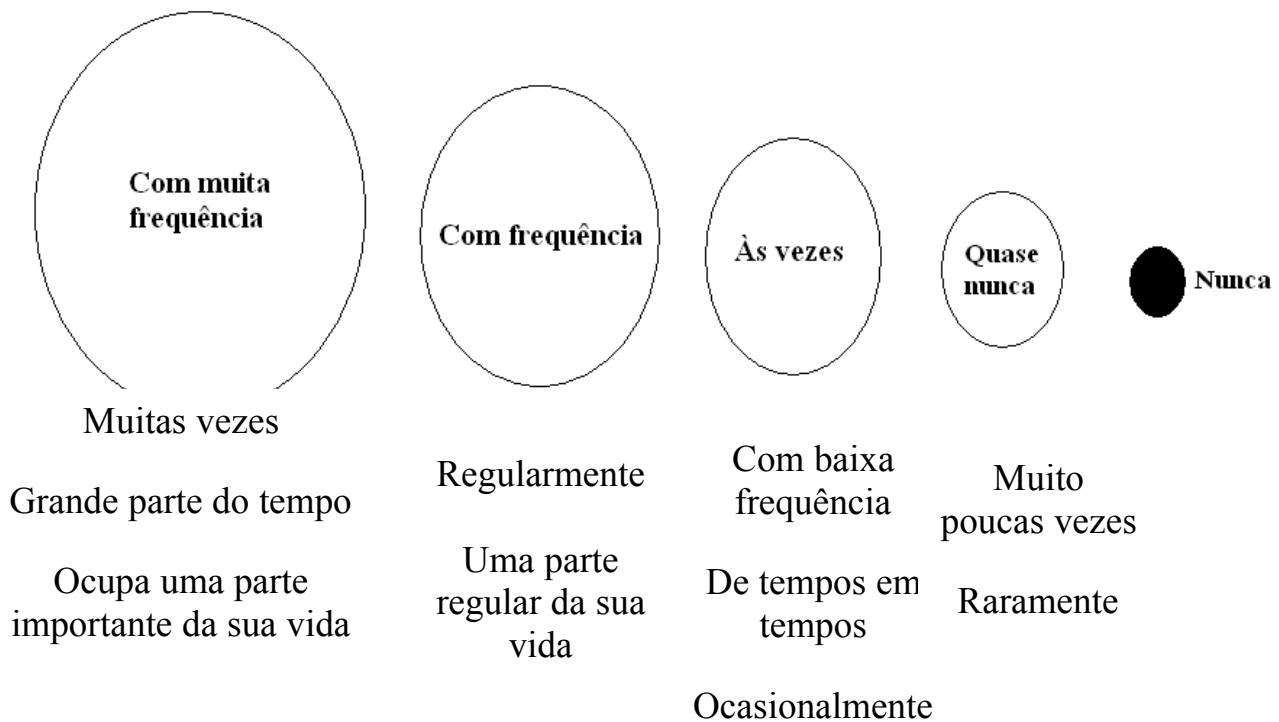 Com muita
frequência
Com frequência
Às vezes
Quase
nunca
Nunca
Muitas vezes
Grande parte do tempo
Ocupa uma parte
importante da sua vida
Regularmente
Uma parte
regular da sua
vida
Com baixa
frequência
De tempos em
tempos
Ocasionalmente
Muito
poucas vezes
Raramente